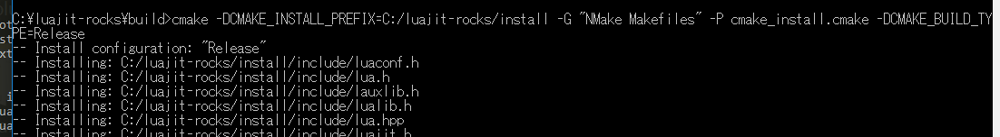 C:¥luajit-rocks¥build>cmake -DCMAKE_INSTALL_PREFIX=C:/luajit-rocks/install -G "NMake Makefiles" -P cmake_install.cmake -DCMAKE_BUILD_TY
PE=Release
-- Install configuration: "Release"
-- Installing: C:/luajit-rocks/install/include/luaconf.h
-- Installing: C:/luajit-rocks/install/include/lua.h
-- Installing: C:/luajit-rocks/install/include/lauxlib.h
-- Installing: C:/luajit-rocks/install/include/lualib.h
-- Installing: C:/luajit-rocks/install/include/lua.hpp
-- Installing: C:/luajit-rocks/install/include/luajit.h